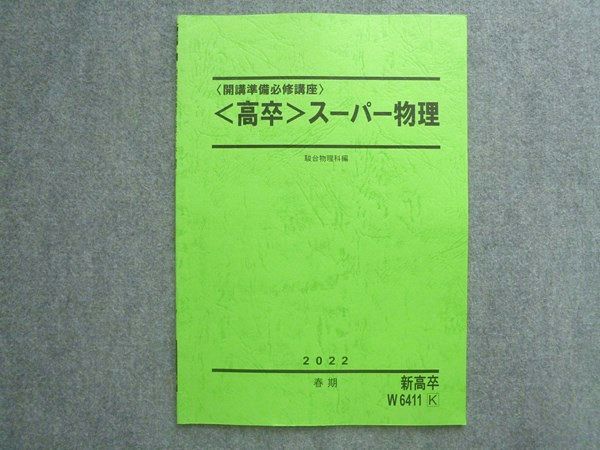 〈開講準備必修講座〉
＜高卒＞スーパー物理
駿台物理科編
2022
春期
新高卒
W 6411 K